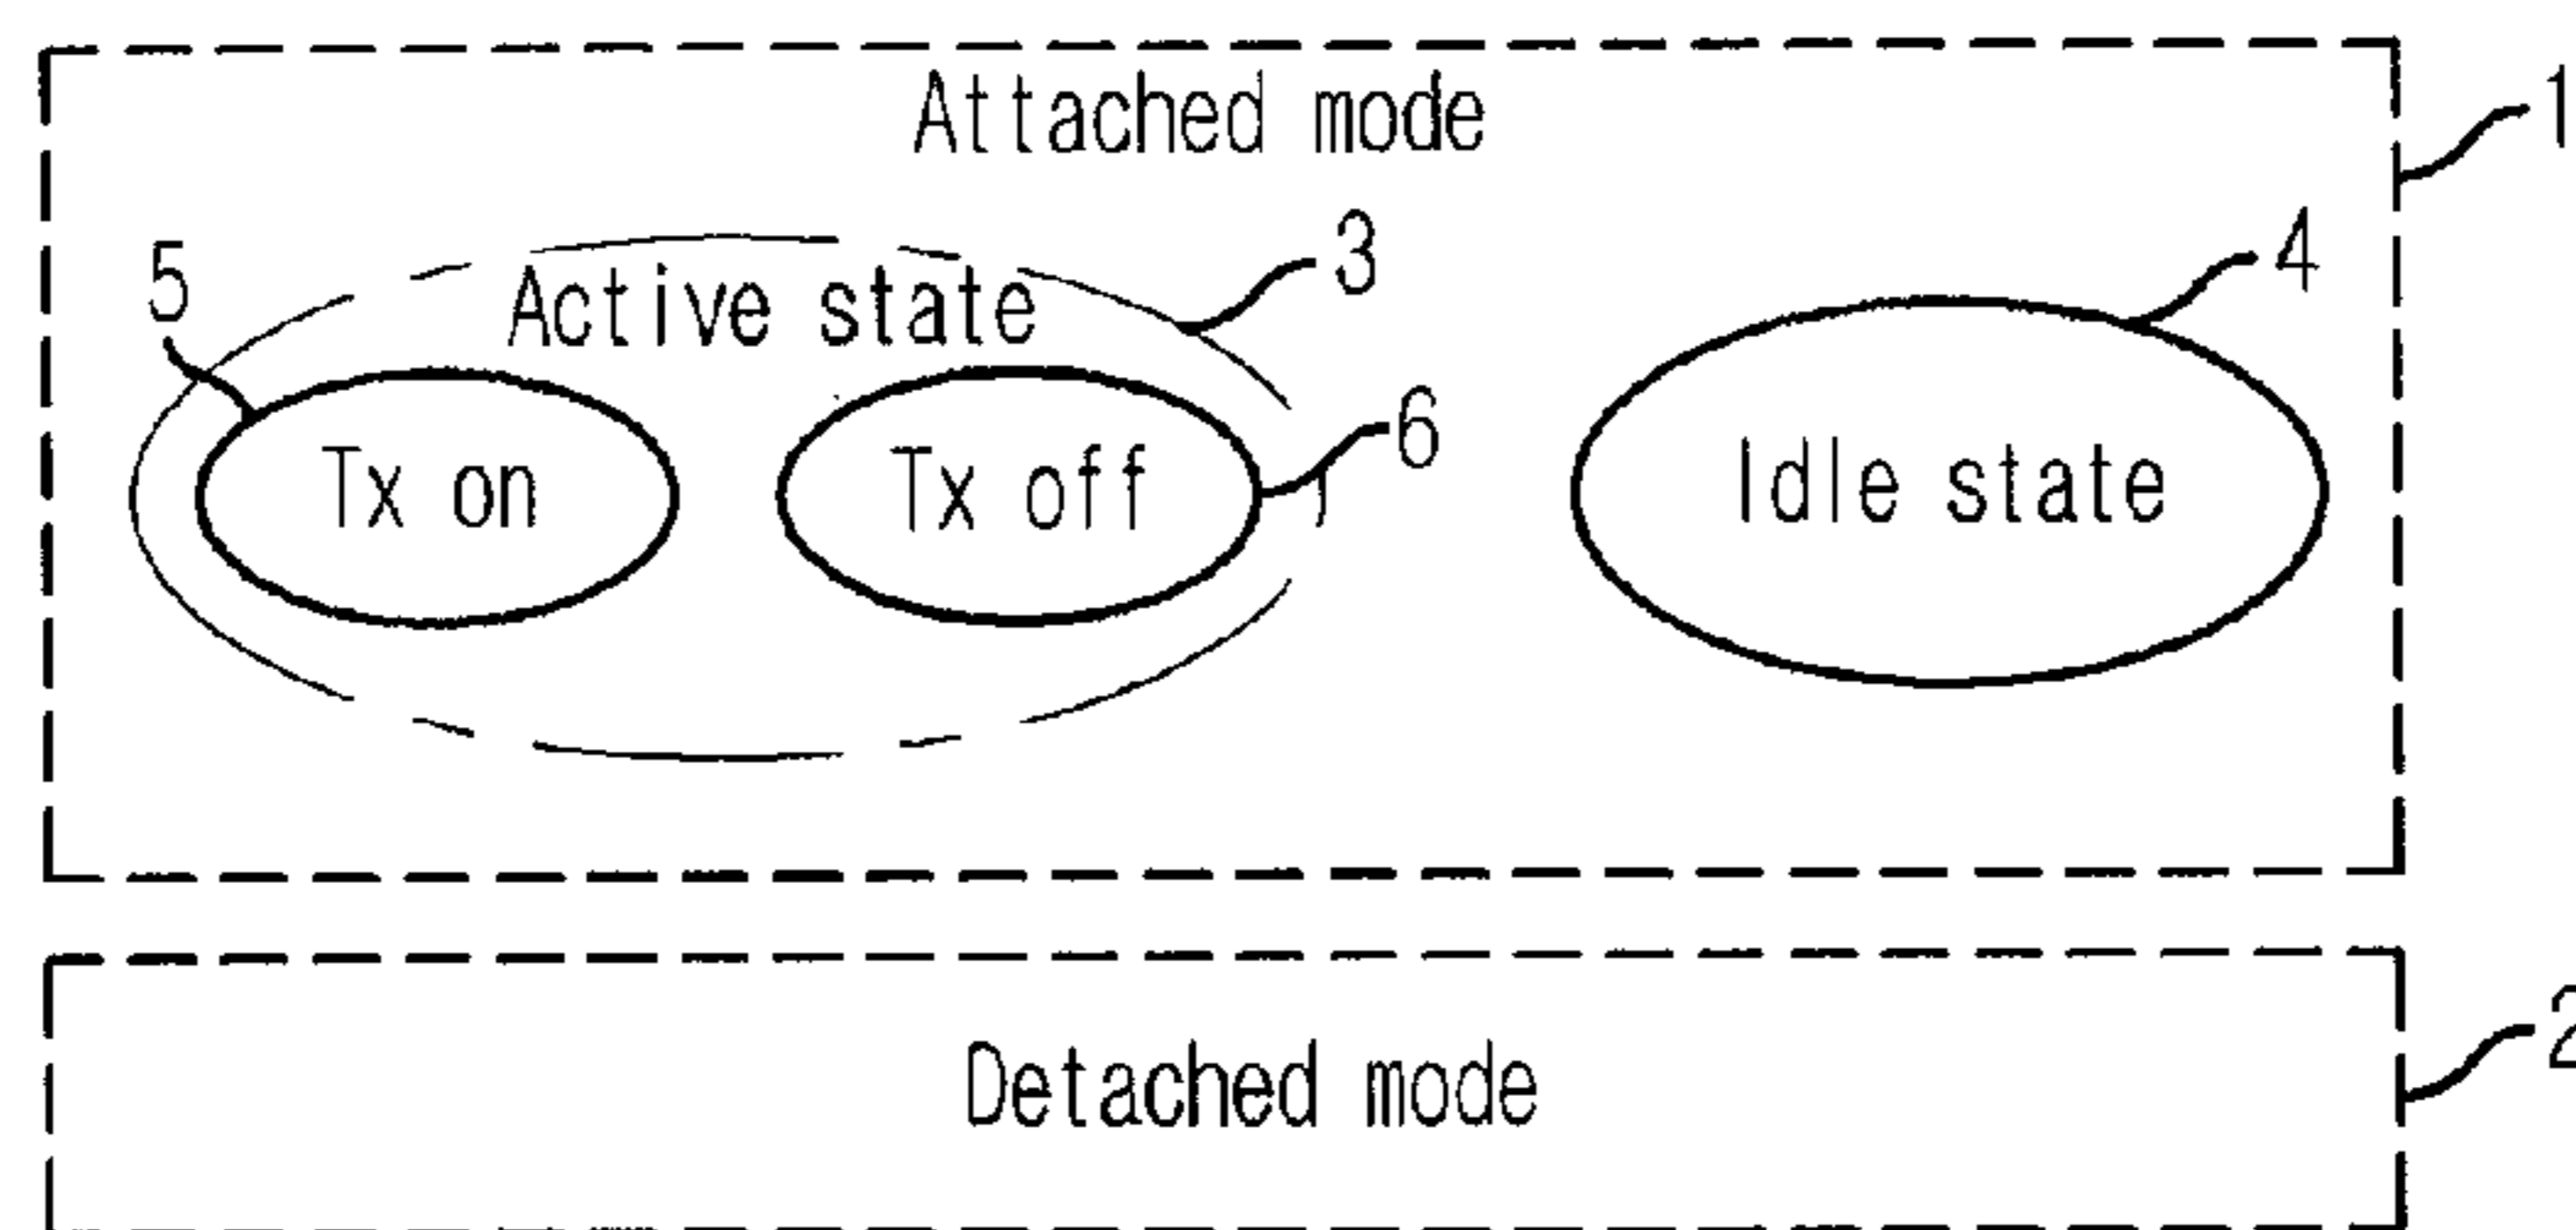 Attached mode
1
3
4
5
Active state
6
Tx on
Tx off
Idle state
2
Detached mode